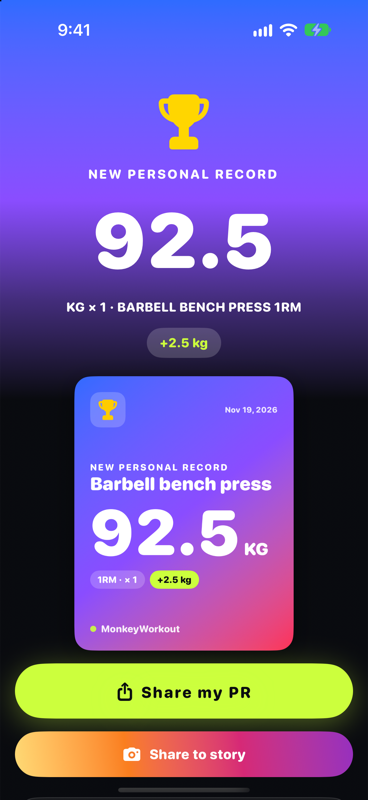 9:41
NEW PERSONAL RECORD
92.5
KG × 1 · BARBELL BENCH PRESS 1RM
+2.5 kg
Nov 19, 2026
NEW PERSONAL RECORD
Barbell bench press
92.5 KG
1RM · × 1 +2.5 kg
MonkeyWorkout
Share my PR
Share to story